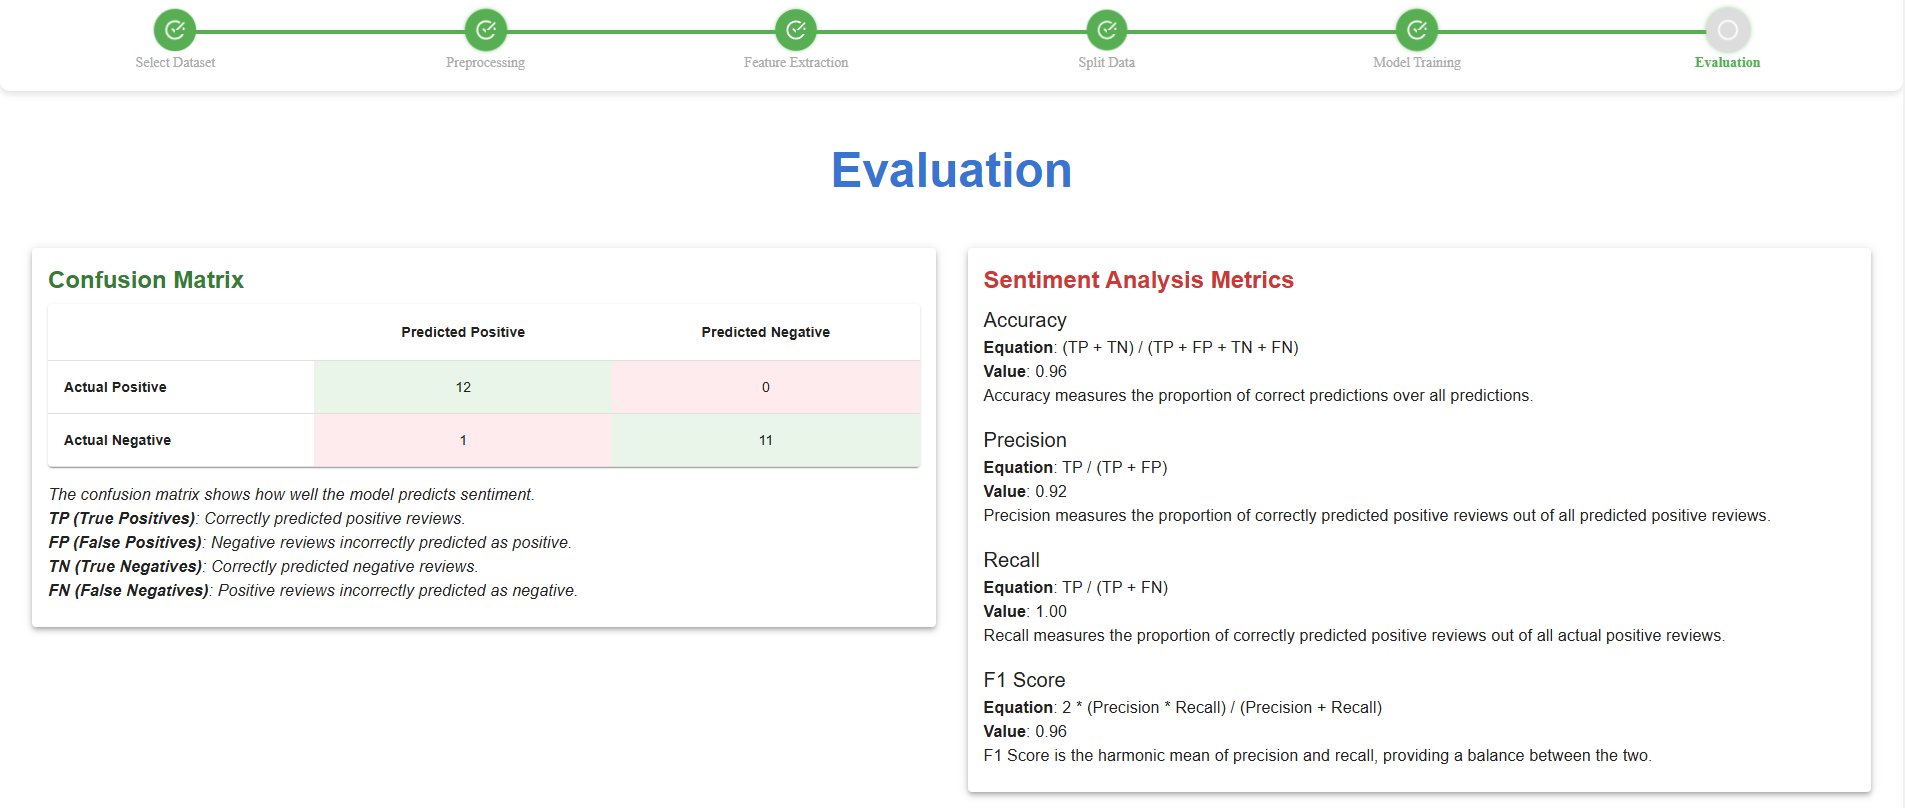 Select Dataset
Preprocessing
Feature Extraction
Split Data
Model Training
Evaluation
Evaluation
Confusion Matrix
Predicted Positive Predicted Negative
Actual Positive 12 0
Actual Negative 1 11
The confusion matrix shows how well the model predicts sentiment.
TP (True Positives): Correctly predicted positive reviews.
FP (False Positives): Negative reviews incorrectly predicted as positive.
TN (True Negatives): Correctly predicted negative reviews.
FN (False Negatives): Positive reviews incorrectly predicted as negative.
Sentiment Analysis Metrics
Accuracy
Equation: (TP + TN) / (TP + FP + TN + FN)
Value: 0.96
Accuracy measures the proportion of correct predictions over all predictions.
Precision
Equation: TP / (TP + FP)
Value: 0.92
Precision measures the proportion of correctly predicted positive reviews out of all predicted positive reviews.
Recall
Equation: TP / (TP + FN)
Value: 1.00
Recall measures the proportion of correctly predicted positive reviews out of all actual positive reviews.
F1 Score
Equation: 2 * (Precision * Recall) / (Precision + Recall)
Value: 0.96
F1 Score is the harmonic mean of precision and recall, providing a balance between the two.